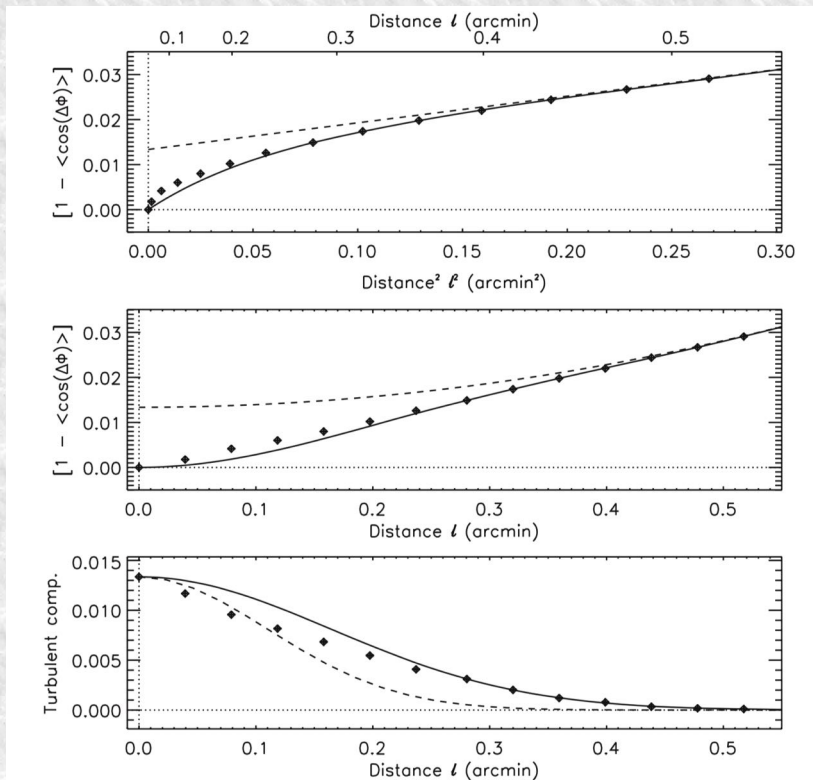 Distance ℓ (arcmin)
0.1 0.2 0.3 0.4 0.5
[1 - <cos(ΔΦ)>]
0.03
0.02
0.01
0.00
0.00 0.05 0.10 0.15 0.20 0.25 0.30
Distance² ℓ² (arcmin²)
[1 - <cos(ΔΦ)>]
0.03
0.02
0.01
0.00
0.0 0.1 0.2 0.3 0.4 0.5
Distance ℓ (arcmin)
Turbulent comp.
0.015
0.010
0.005
0.000
0.0 0.1 0.2 0.3 0.4 0.5
Distance ℓ (arcmin)